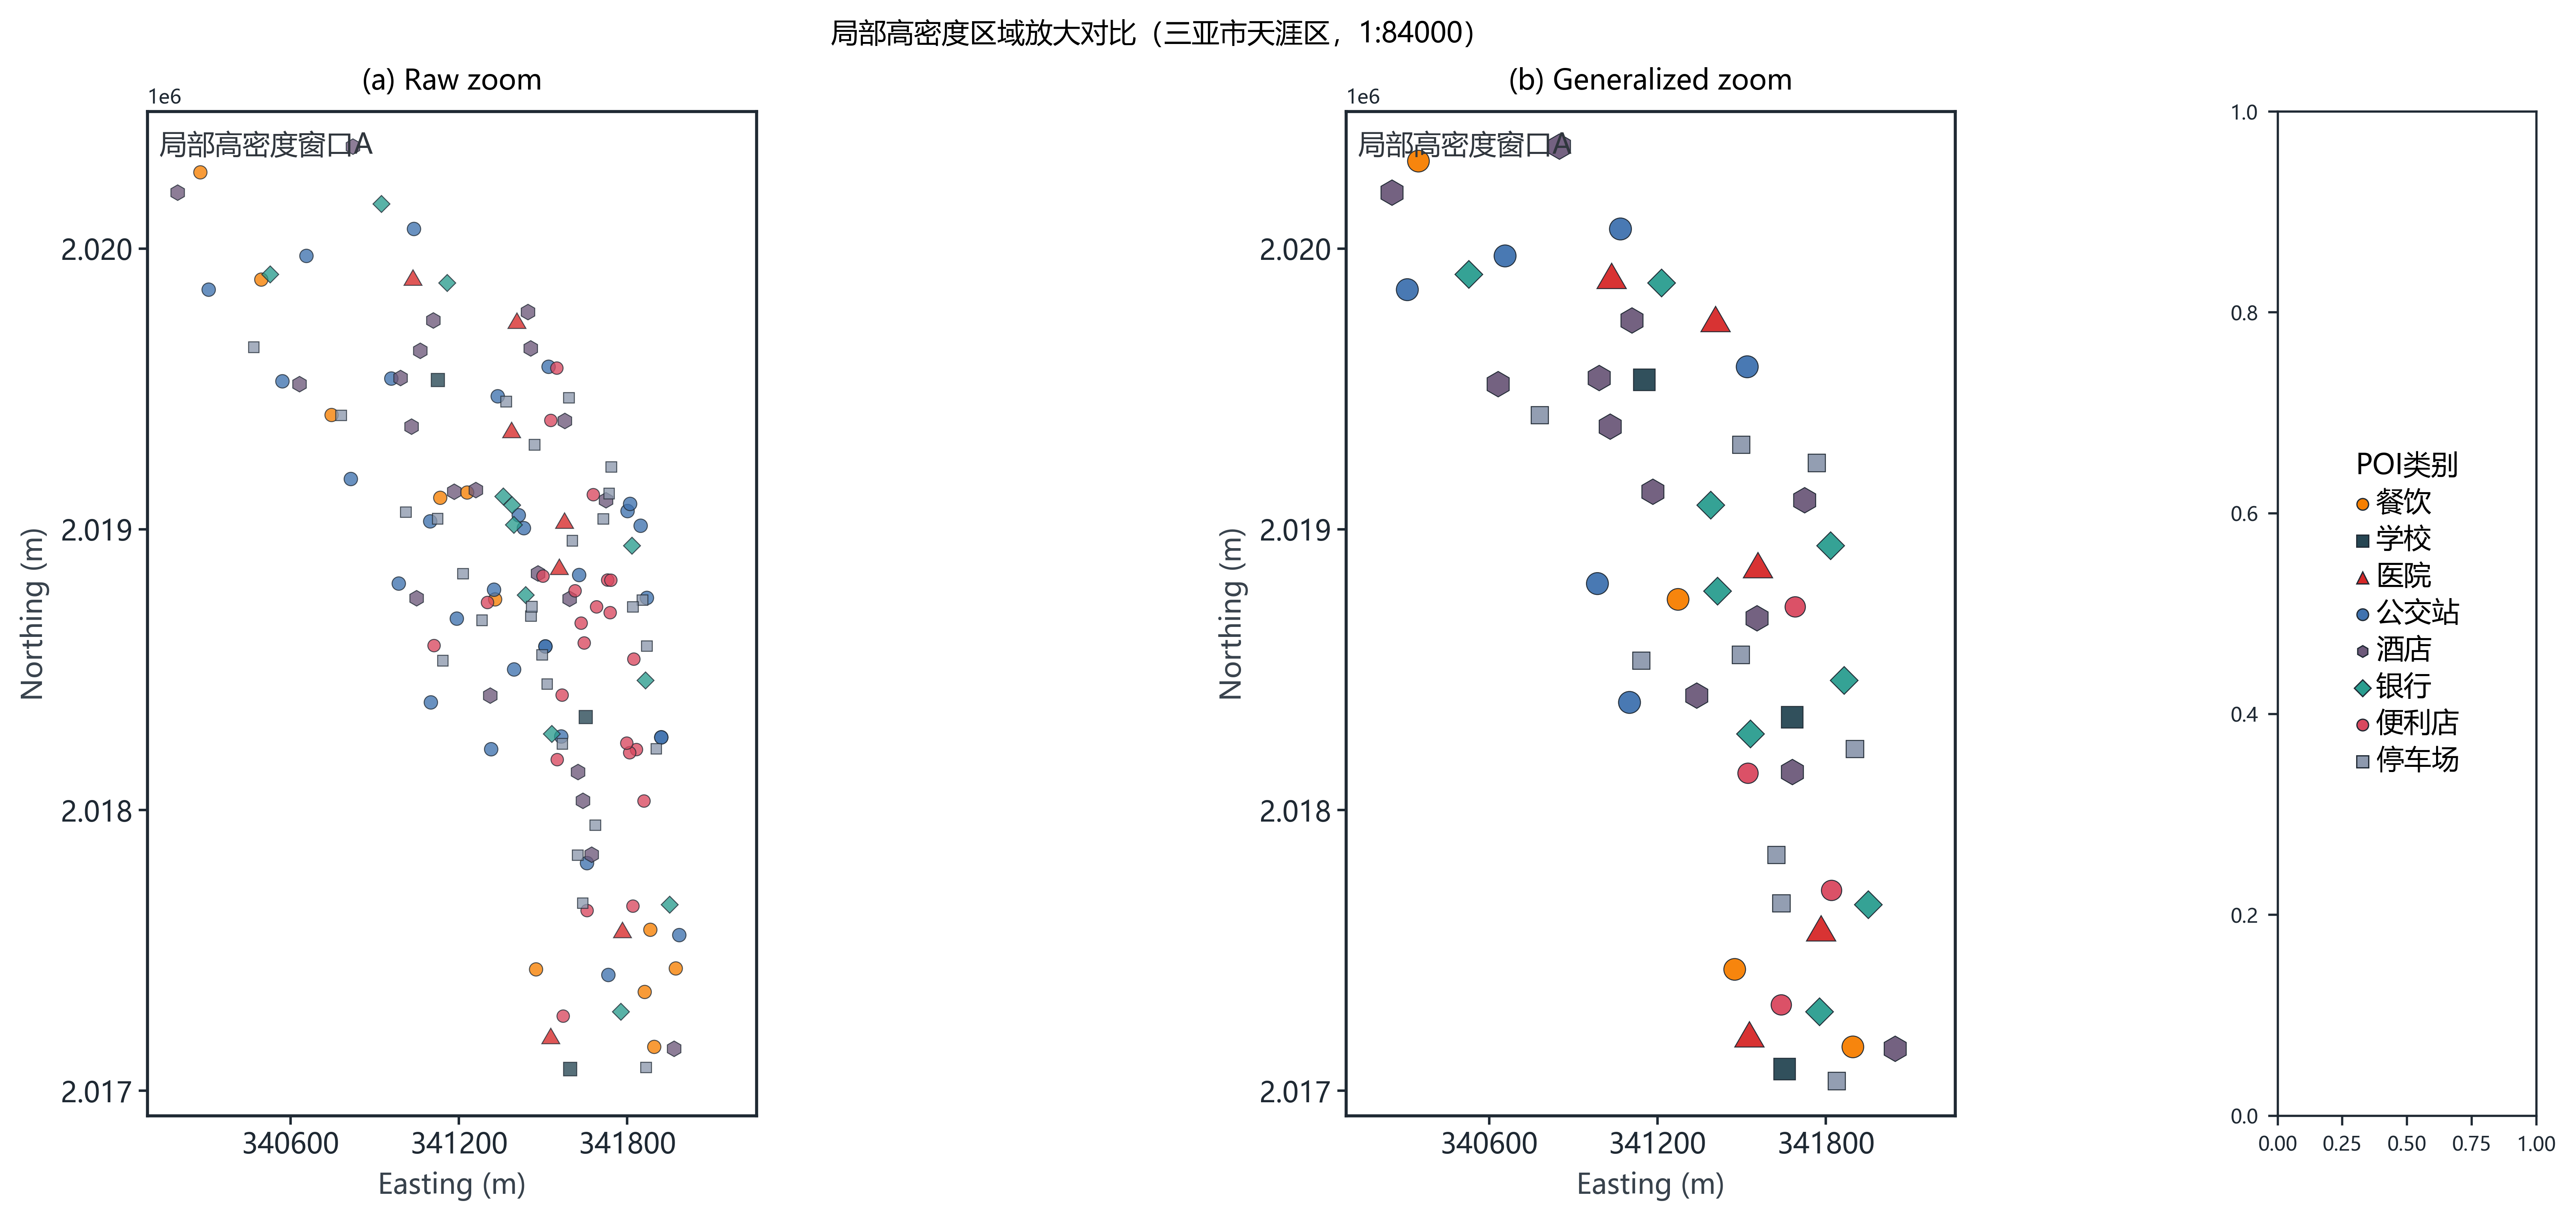 局部高密度区域放大对比（三亚市天涯区，1:84000）
(a) Raw zoom
1e6
局部高密度窗口A
2.020
2.019
2.018
2.017
Northing (m)
340600 341200 341800
Easting (m)
(b) Generalized zoom
1e6
局部高密度窗口A
2.020
2.019
2.018
2.017
Northing (m)
340600 341200 341800
Easting (m)
1.0
0.8
0.6
0.4
0.2
0.0
0.00 0.25 0.50 0.75 1.00
POI类别
餐饮
学校
医院
公交站
酒店
银行
便利店
停车场